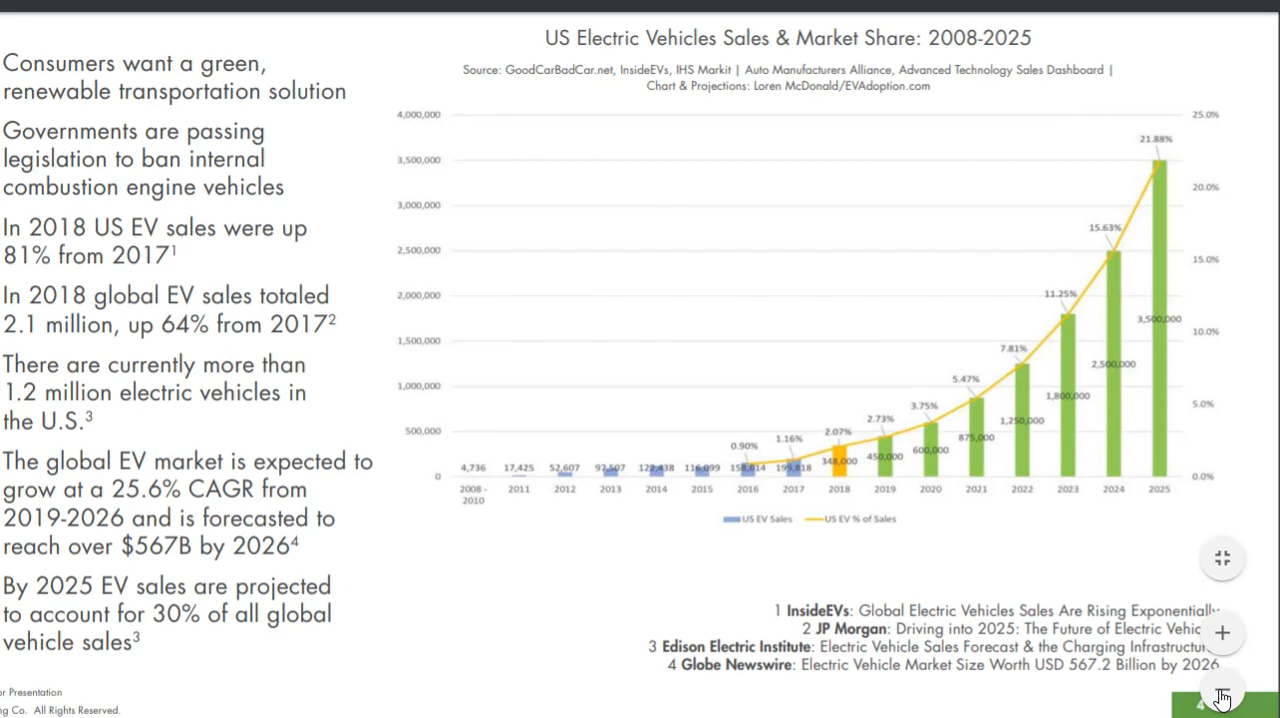 Consumers want a green,
renewable transportation solution
Governments are passing
legislation to ban internal
combustion engine vehicles
In 2018 US EV sales were up
81% from 2017¹
In 2018 global EV sales totaled
2.1 million, up 64% from 2017²
There are currently more than
1.2 million electric vehicles in
the U.S.³
The global EV market is expected to
grow at a 25.6% CAGR from
2019-2026 and is forecasted to
reach over $567B by 2026⁴
By 2025 EV sales are projected
to account for 30% of all global
vehicle sales³
US Electric Vehicles Sales & Market Share: 2008-2025
Source: GoodCarBadCar.net, InsideEVs, IHS Markit | Auto Manufacturers Alliance, Advanced Technology Sales Dashboard |
Chart & Projections: Loren McDonald/EVAdoption.com
4,000,000
3,500,000
3,000,000
2,500,000
2,000,000
1,500,000
1,000,000
500,000
0
25.0%
20.0%
15.0%
10.0%
5.0%
0.0%
0.90%
1.16%
2.07%
2.73%
3.75%
5.47%
7.81%
11.25%
15.63%
21.88%
4,736 17,425 52,607 97,507 122,438 116,099 158,614 199,818 348,000 450,000 600,000 875,000 1,250,000 1,800,000 2,500,000 3,500,000
2008 - 2011 2012 2013 2014 2015 2016 2017 2018 2019 2020 2021 2022 2023 2024 2025
2010
US EV Sales US EV % of Sales
1 InsideEVs: Global Electric Vehicles Sales Are Rising Exponentially
2 JP Morgan: Driving into 2025: The Future of Electric
3 Edison Electric Institute: Electric Vehicle Sales Forecast & the Charging
4 Globe Newswire: Electric Vehicle Market Size Worth USD 567.2 Billion by 2026
or Presentation
ng Co. All Rights Reserved.
4